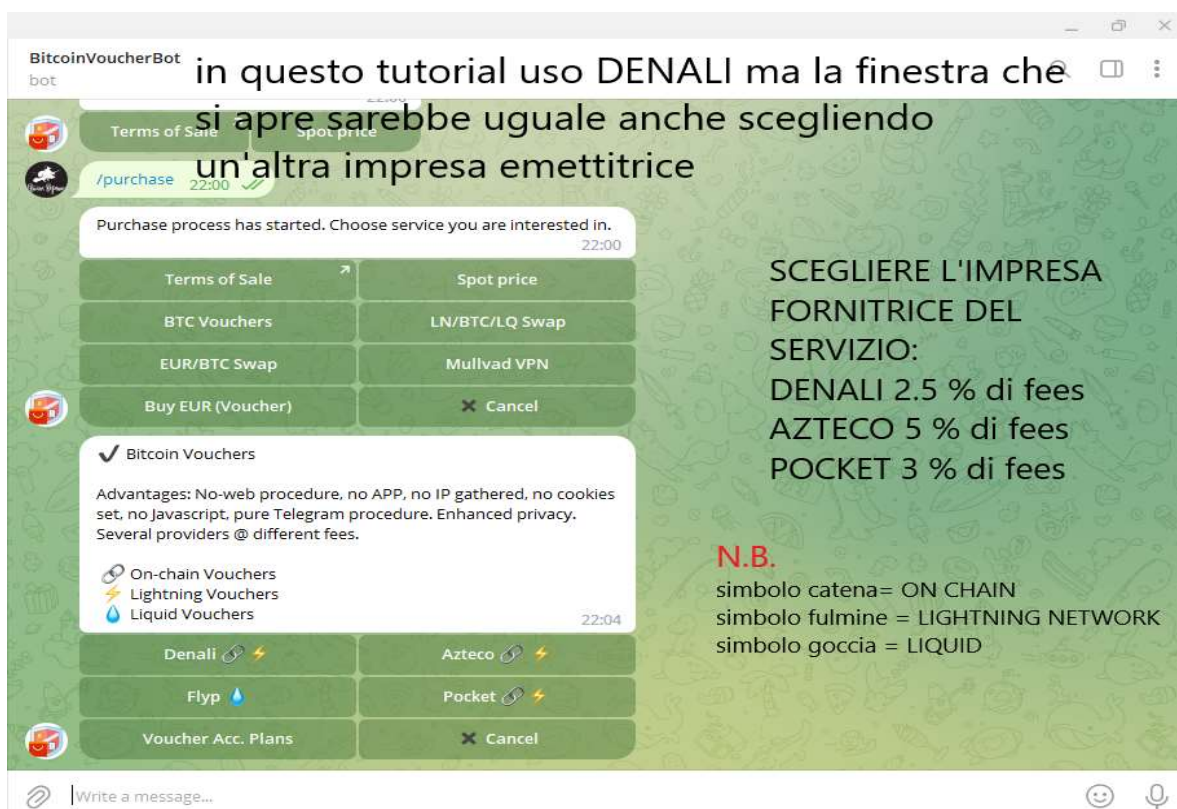 BitcoinVoucherBot
bot
in questo tutorial uso DENALI ma la finestra che
si apre sarebbe uguale anche scegliendo
un'altra impresa emettitrice
Terms of Sale
Spot price
/purchase 22:00
Purchase process has started. Choose service you are interested in.
22:00
Terms of Sale
Spot price
BTC Vouchers
LN/BTC/LQ Swap
EUR/BTC Swap
Mullvad VPN
Buy EUR (Voucher)
✖ Cancel
SCEGLIERE L'IMPRESA
FORNITRICE DEL
SERVIZIO:
DENALI 2.5 % di fees
AZTECO 5 % di fees
POCKET 3 % di fees
✔ Bitcoin Vouchers
Advantages: No-web procedure, no APP, no IP gathered, no cookies
set, no Javascript, pure Telegram procedure. Enhanced privacy.
Several providers @ different fees.
🔗 On-chain Vouchers
⚡ Lightning Vouchers
💧 Liquid Vouchers
22:04
N.B.
simbolo catena= ON CHAIN
simbolo fulmine = LIGHTNING NETWORK
simbolo goccia = LIQUID
Denali 🔗 ⚡
Azteco 🔗 ⚡
Flyp 💧
Pocket 🔗 ⚡
Voucher Acc. Plans
✖ Cancel
Write a message...